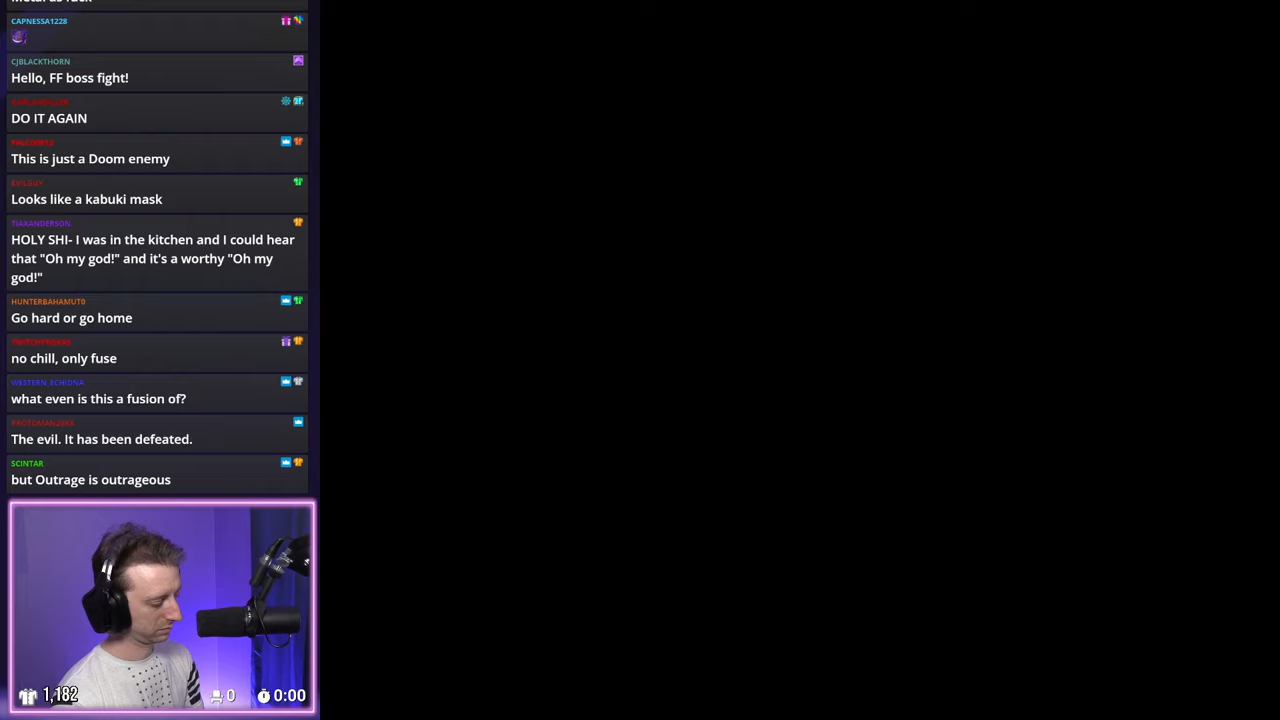 CAPNESSA1228
CJBLACKTHORN
Hello, FF boss fight!
DO IT AGAIN
This is just a Doom enemy
EVILGUY
Looks like a kabuki mask
TIAKANDERSON
HOLY SHI- I was in the kitchen and I could hear
that "Oh my god!" and it's a worthy "Oh my
god!"
HUNTERBAHAMUT0
Go hard or go home
no chill, only fuse
WESTERN_ECHIDNA
what even is this a fusion of?
The evil. It has been defeated.
SCINTAR
but Outrage is outrageous
1,182
0
0:00